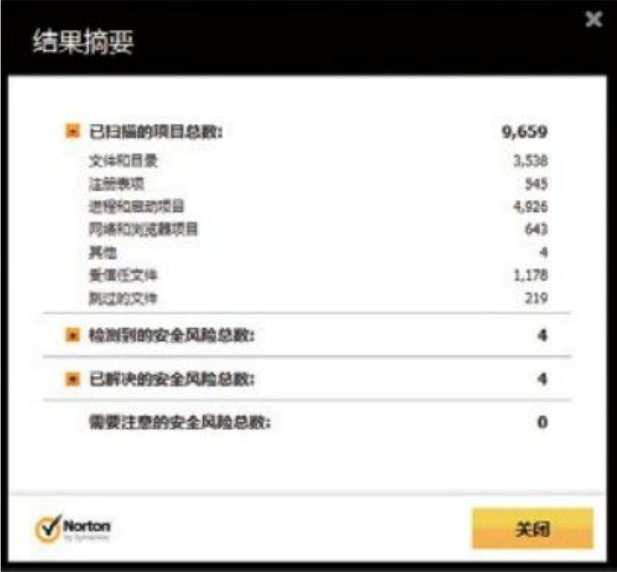 结果摘要
已扫描的项目总数: 9,659
文件和目录 3,538
注册表项 545
进程和启动项目 4,926
网络和浏览器项目 643
其他 4
受信任文件 1,178
跳过的文件 219
检测到的安全风险总数: 4
已解决的安全风险总数: 4
需要注意的安全风险总数: 0
Norton
by Symantec
关闭